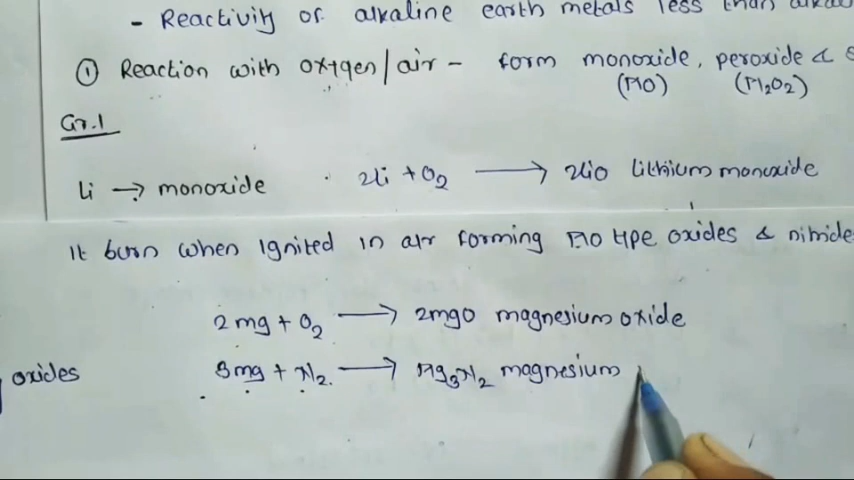 - Reactivity of alkaline earth metals less than
① Reaction with oxygen/air - form monoxide, peroxide &
(MO) (M2O2)
Gr.1
Li → monoxide 2Li + O2 → 2LiO Lithium monoxide
It burn when ignited in air forming MO type oxides & nitride
2mg + O2 → 2mgO magnesium oxide
oxides 3mg + N2 → Mg3N2 magnesium